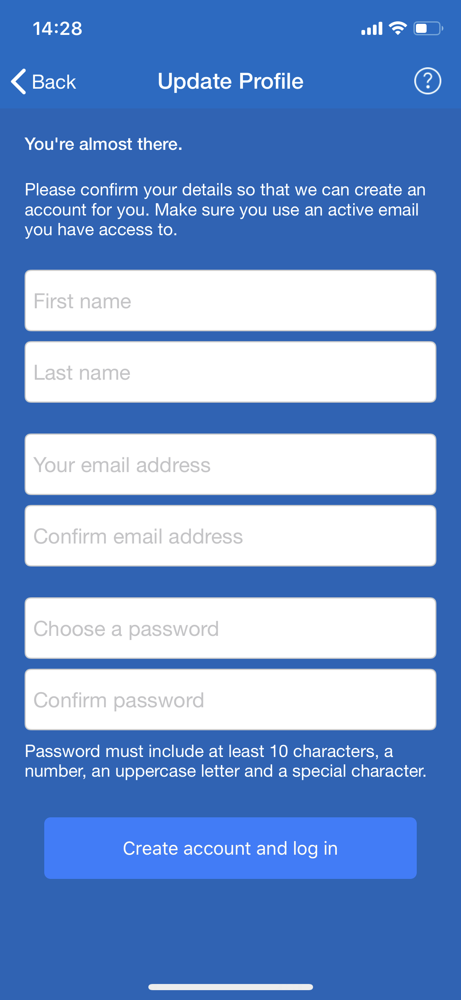 14:28
Back
Update Profile
?
You're almost there.
Please confirm your details so that we can create an
account for you. Make sure you use an active email
you have access to.
First name
Last name
Your email address
Confirm email address
Choose a password
Confirm password
Password must include at least 10 characters, a
number, an uppercase letter and a special character.
Create account and log in